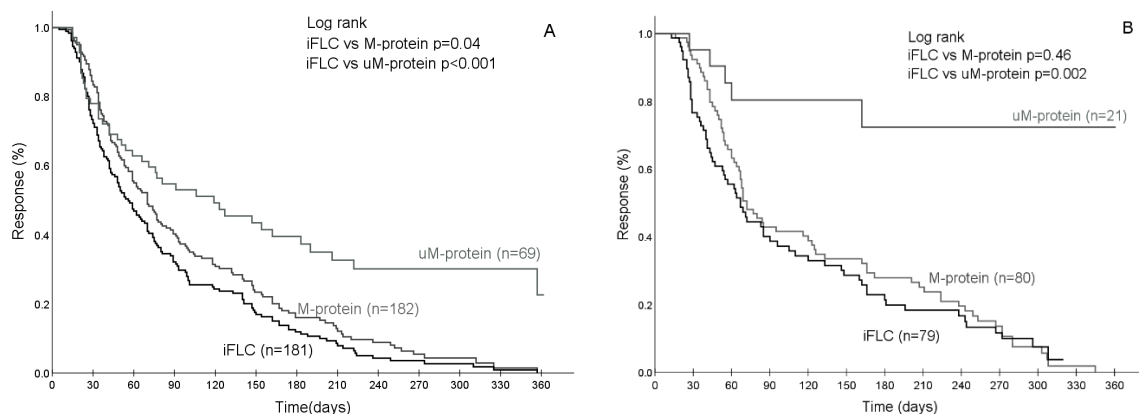 A
Log rank
iFLC vs M-protein p=0.04
iFLC vs uM-protein p<0.001
Response (%)
1.0
0.8
0.6
0.4
0.2
0.0
uM-protein (n=69)
M-protein (n=182)
iFLC (n=181)
0 30 60 90 120 150 180 210 240 270 300 330 360
Time(days)
B
Log rank
iFLC vs M-protein p=0.46
iFLC vs uM-protein p=0.002
Response (%)
1.0
0.8
0.6
0.4
0.2
0.0
uM-protein (n=21)
M-protein (n=80)
iFLC (n=79)
0 30 60 90 120 150 180 210 240 270 300 330 360
Time (days)